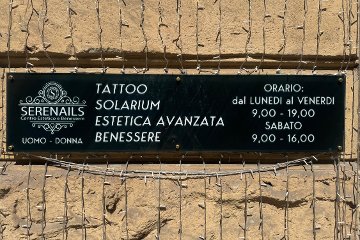 SERENAILS
Centro Estetico e Benessere
UOMO - DONNA
TATTOO
SOLARIUM
ESTETICA AVANZATA
BENESSERE
ORARIO:
dal LUNEDI al VENERDI
9,00 - 19,00
SABATO
9,00 - 16,00